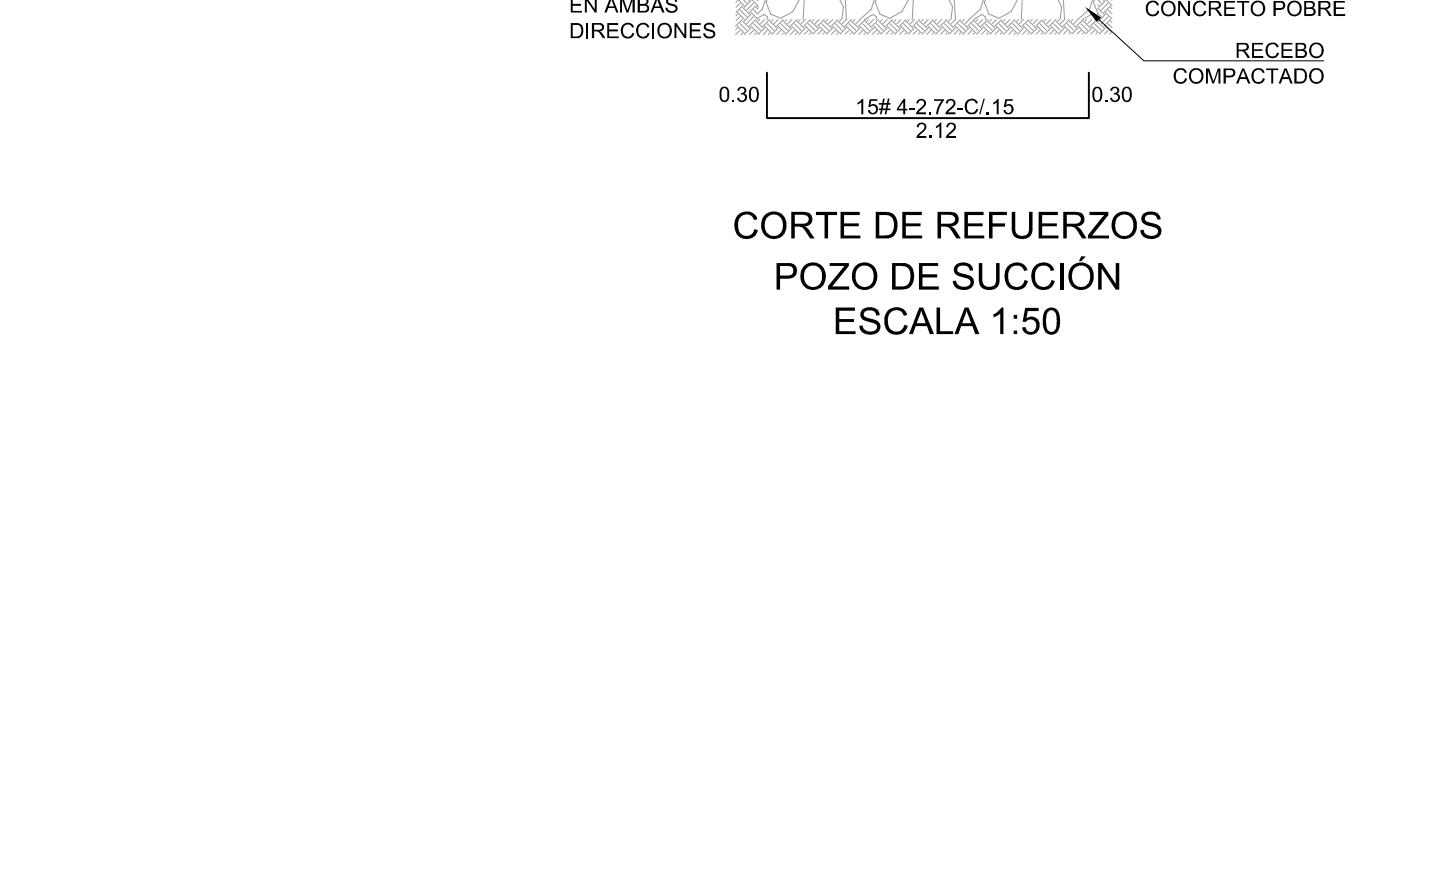 EN AMBAS
DIRECCIONES
CONCRETO POBRE
RECEBO
COMPACTADO
0.30
15# 4-2.72-C/.15
0.30
2.12
CORTE DE REFUERZOS
POZO DE SUCCIÓN
ESCALA 1:50